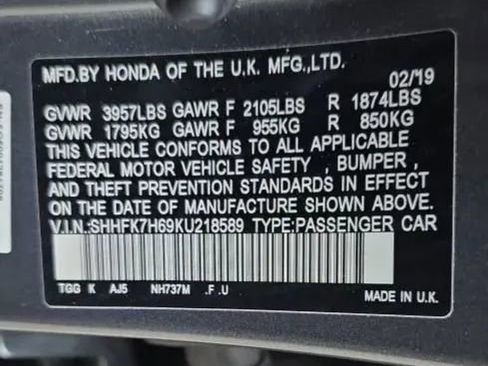 MFD.BY HONDA OF THE U.K. MFG.,LTD.
02/19
GVWR 3957LBS GAWR F 2105LBS R 1874LBS
GVWR 1795KG GAWR F 955KG R 850KG
THIS VEHICLE CONFORMS TO ALL APPLICABLE
FEDERAL MOTOR VEHICLE SAFETY , BUMPER ,
AND THEFT PREVENTION STANDARDS IN EFFECT
ON THE DATE OF MANUFACTURE SHOWN ABOVE.
V.I.N.:SHHFK7H69KU218589 TYPE:PASSENGER CAR
TGG K AJ5 NH737M .F .U
MADE IN U.K.